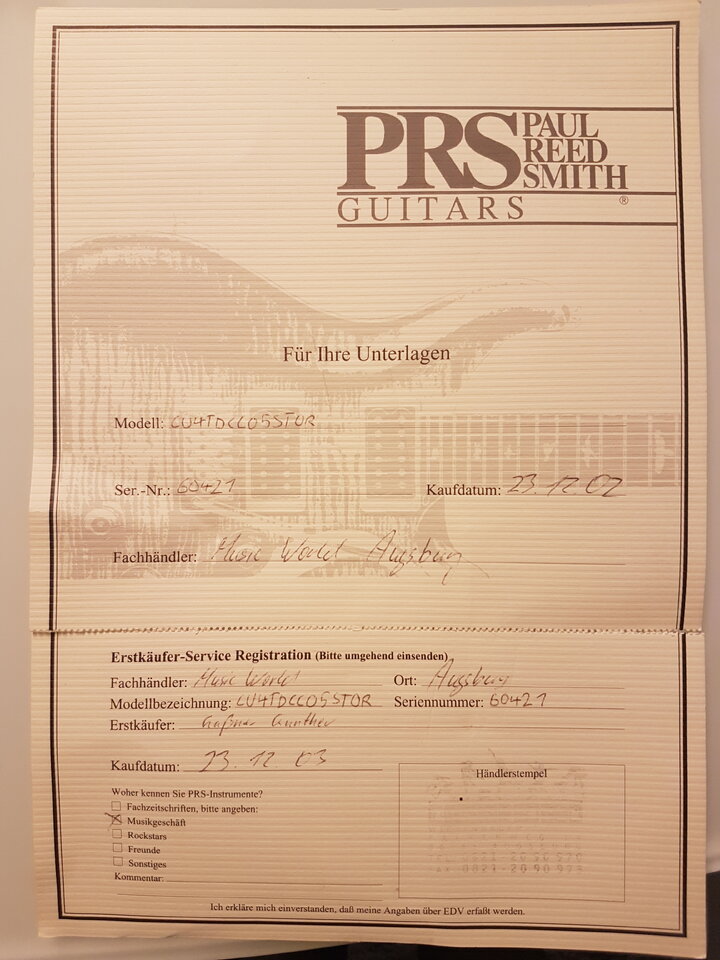 PRS PAUL REED SMITH
GUITARS ®
Für Ihre Unterlagen
Modell: CU4TDCC05STOR
Ser.-Nr.: 60421 Kaufdatum: 23.12.02
Fachhändler: Music World Augsburg
Erstkäufer-Service Registration (Bitte umgehend einsenden)
Fachhändler: Music World Ort: Augsburg
Modellbezeichnung: CU4TDCC05STOR Seriennummer: 60421
Erstkäufer: Günther
Kaufdatum: 23.12.03
Händlerstempel
Woher kennen Sie PRS-Instrumente?
Fachzeitschriften, bitte angeben:
Musikgeschäft
Rockstars
Freunde
Sonstiges
Kommentar:
Ich erkläre mich einverstanden, daß meine Angaben über EDV erfaßt werden.